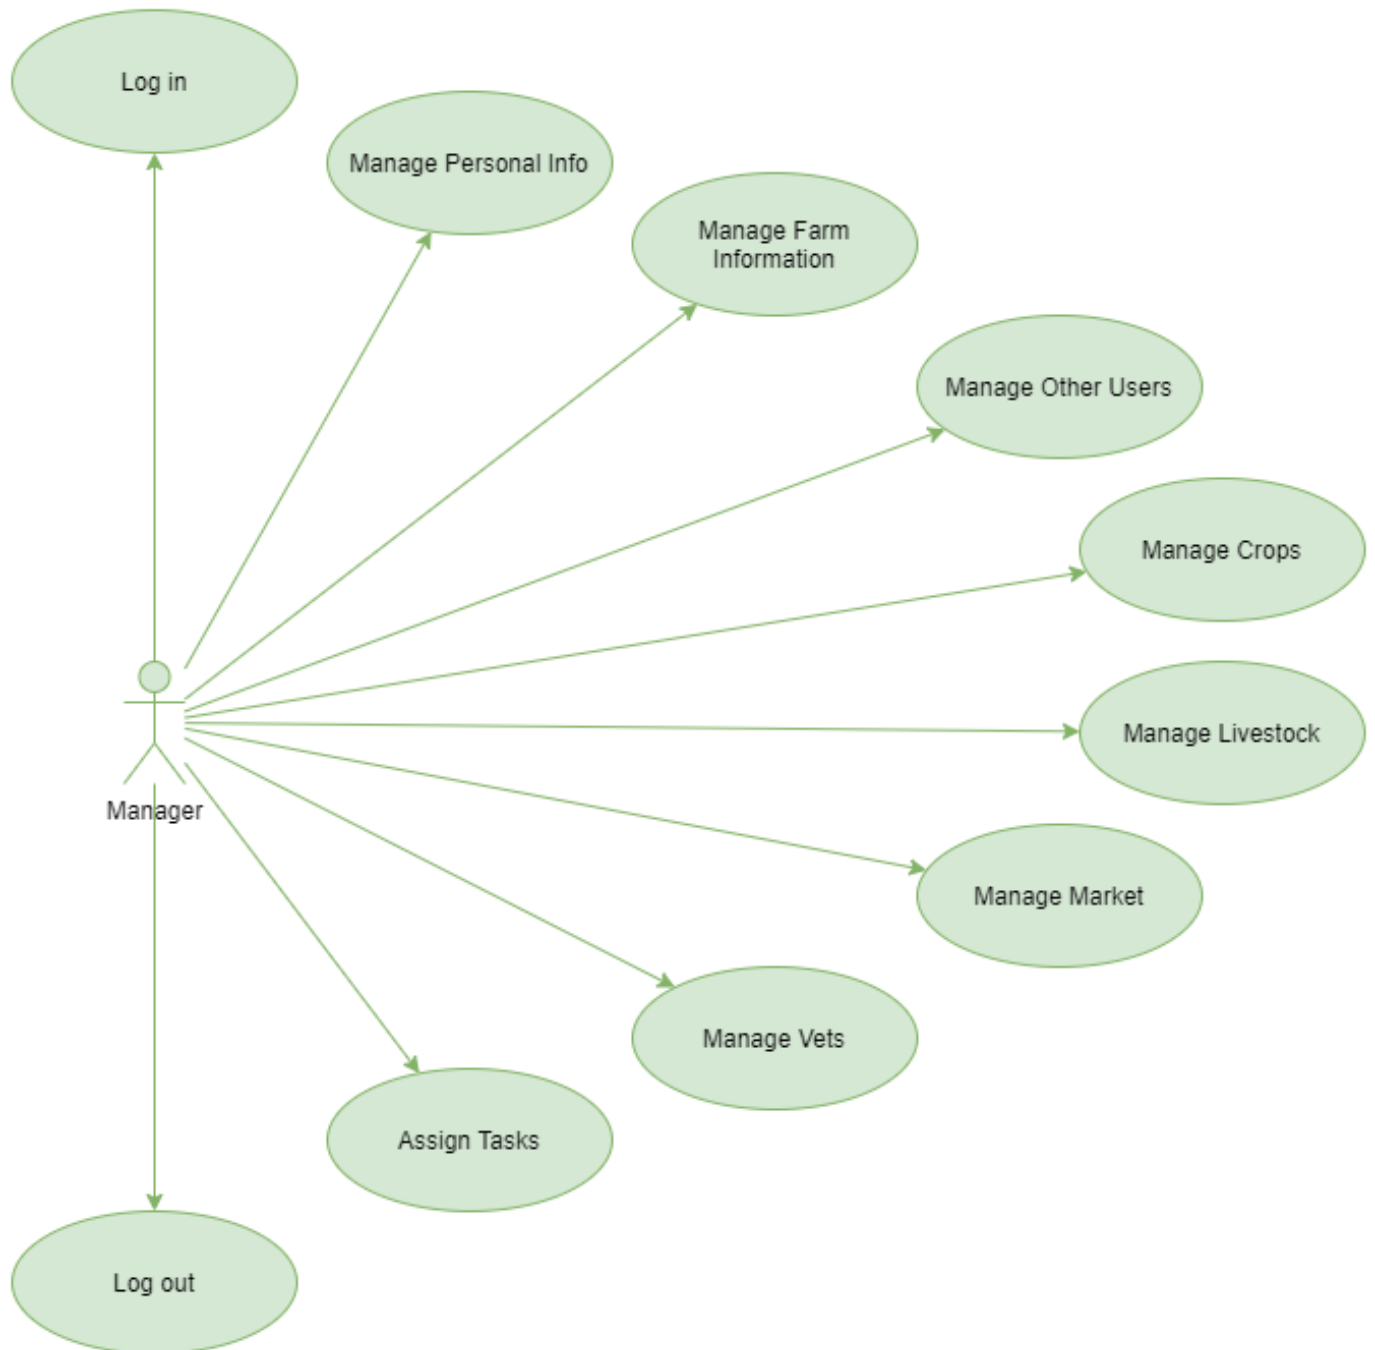 Log in
Manage Personal Info
Manage Farm
Information
Manage Other Users
Manage Crops
Manage Livestock
Manager
Manage Market
Manage Vets
Assign Tasks
Log out